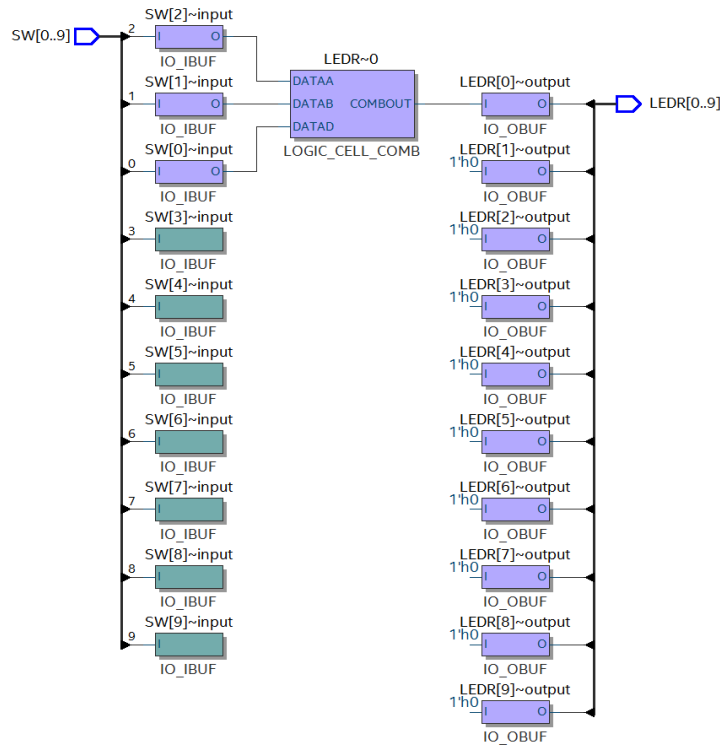 SW[0..9]
2
SW[2]~input
I
O
IO_IBUF
1
SW[1]~input
I
O
IO_IBUF
0
SW[0]~input
I
O
IO_IBUF
3
SW[3]~input
I
IO_IBUF
4
SW[4]~input
I
IO_IBUF
5
SW[5]~input
I
IO_IBUF
6
SW[6]~input
I
IO_IBUF
7
SW[7]~input
I
IO_IBUF
8
SW[8]~input
I
IO_IBUF
9
SW[9]~input
I
IO_IBUF
LEDR~0
DATAA
DATAB
COMBOUT
DATAD
LOGIC_CELL_COMB
LEDR[0]~output
I
O
IO_OBUF
LEDR[1]~output
1'h0
I
O
IO_OBUF
LEDR[2]~output
1'h0
I
O
IO_OBUF
LEDR[3]~output
1'h0
I
O
IO_OBUF
LEDR[4]~output
1'h0
I
O
IO_OBUF
LEDR[5]~output
1'h0
I
O
IO_OBUF
LEDR[6]~output
1'h0
I
O
IO_OBUF
LEDR[7]~output
1'h0
I
O
IO_OBUF
LEDR[8]~output
1'h0
I
O
IO_OBUF
LEDR[9]~output
1'h0
I
O
IO_OBUF
LEDR[0..9]